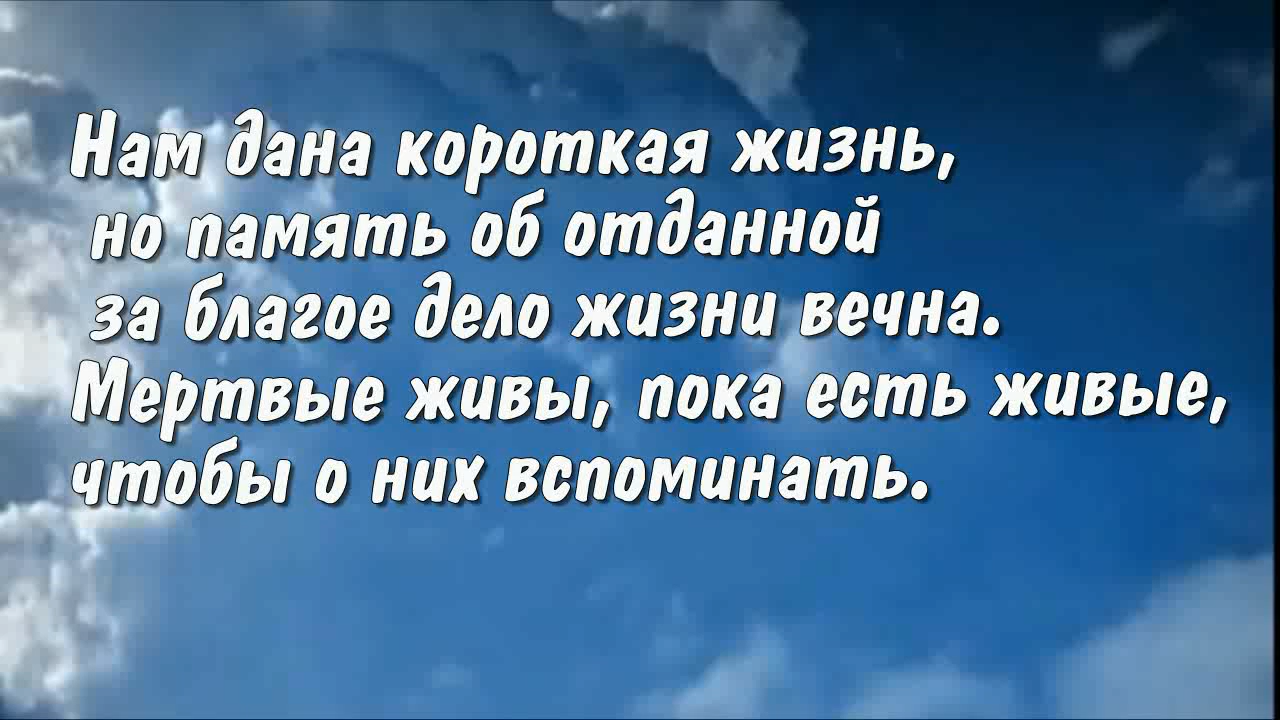 Нам дана короткая жизнь,
но память об отданной
за благое дело жизни вечна.
Мертвые живы, пока есть живые,
чтобы о них вспоминать.